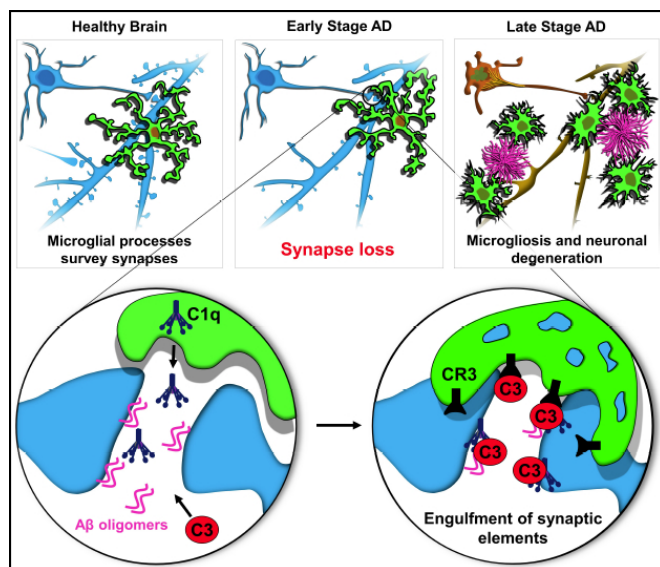 Healthy Brain
Early Stage AD
Late Stage AD
Microglial processes
survey synapses
Synapse loss
Microgliosis and neuronal
degeneration
C1q
Aβ oligomers
C3
CR3
C3
C3
C3
C3
Engulfment of synaptic
elements